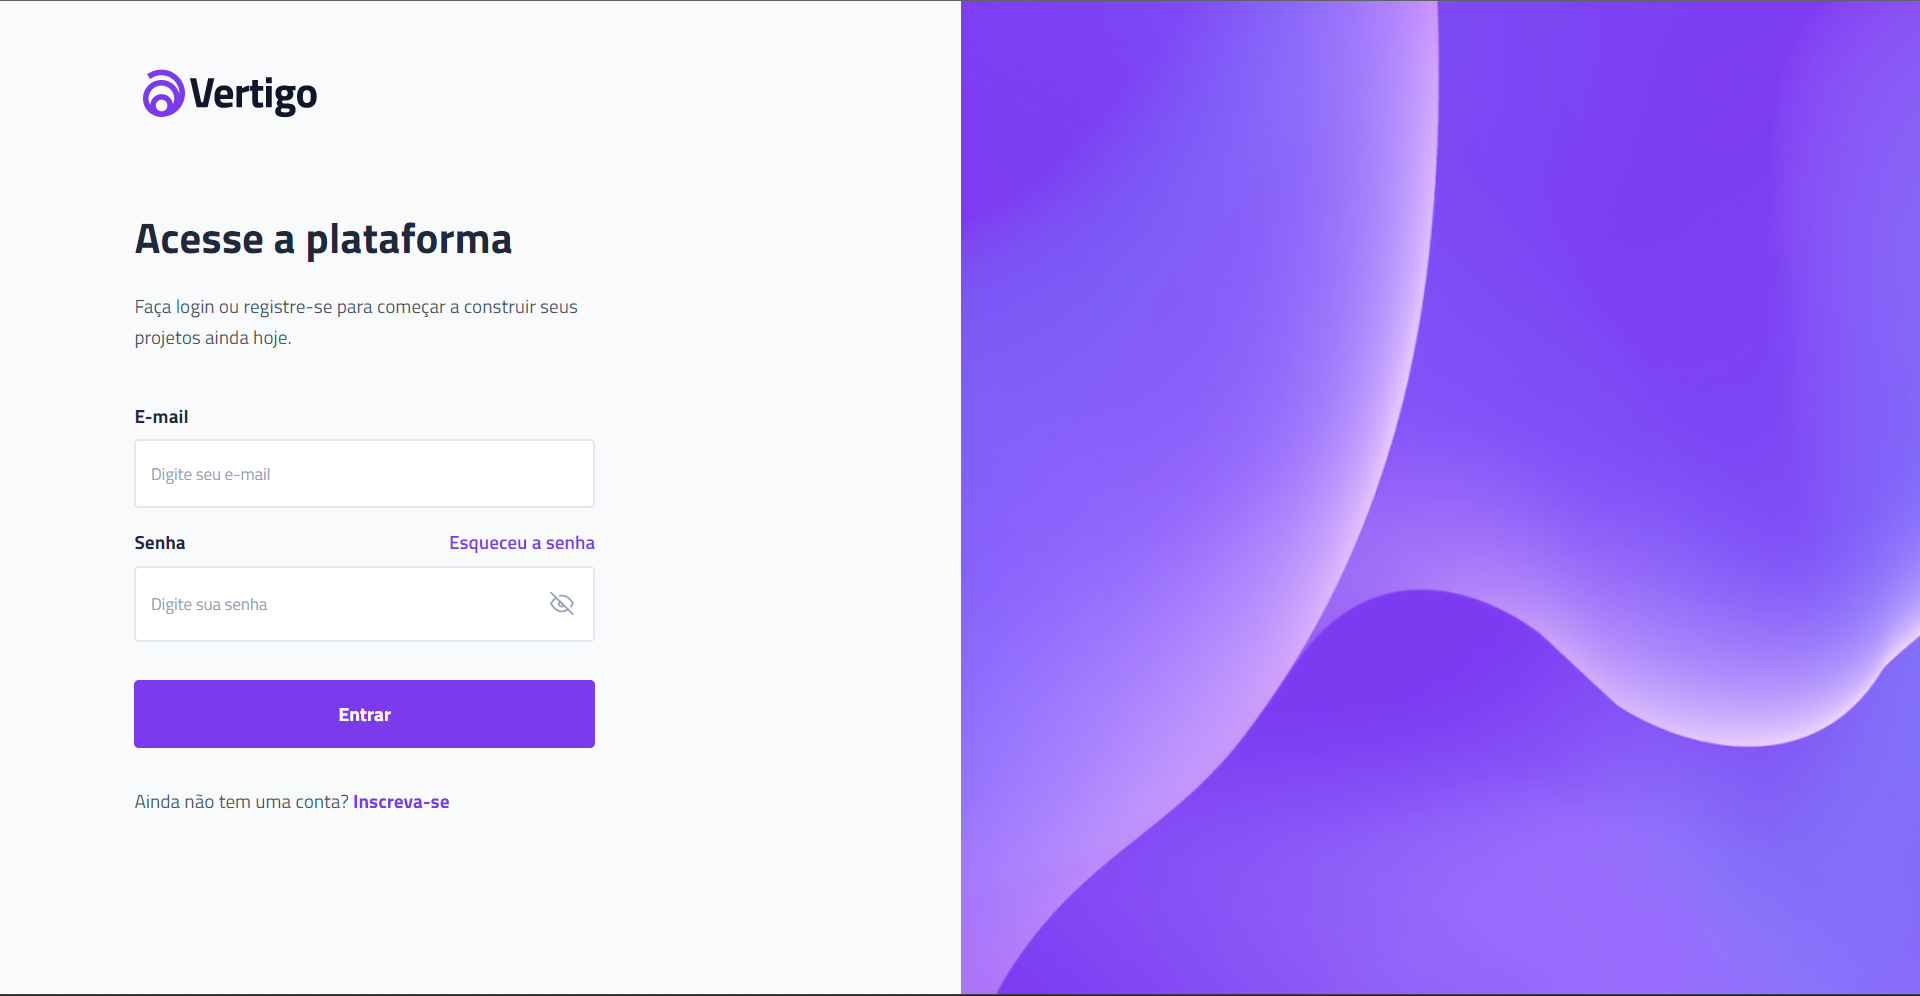 Vertigo
Acesse a plataforma
Faça login ou registre-se para começar a construir seus
projetos ainda hoje.
E-mail
Digite seu e-mail
Senha
Esqueceu a senha
Digite sua senha
Entrar
Ainda não tem uma conta? Inscreva-se